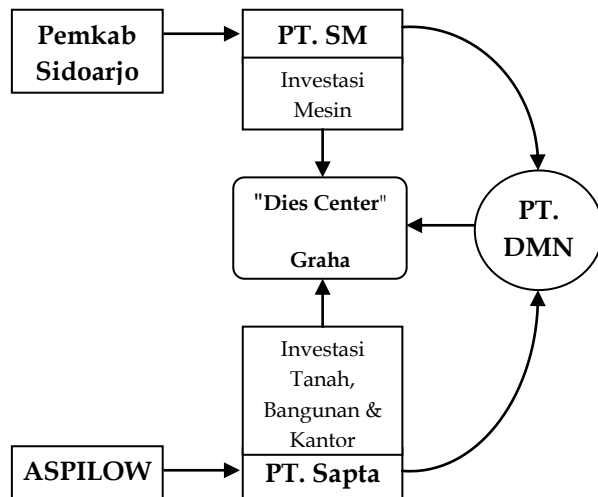 Pemkab
Sidoarjo
PT. SM
Investasi
Mesin
"Dies Center"
Graha
PT.
DMN
Investasi
Tanah,
Bangunan &
Kantor
ASPILOW
PT. Sapta